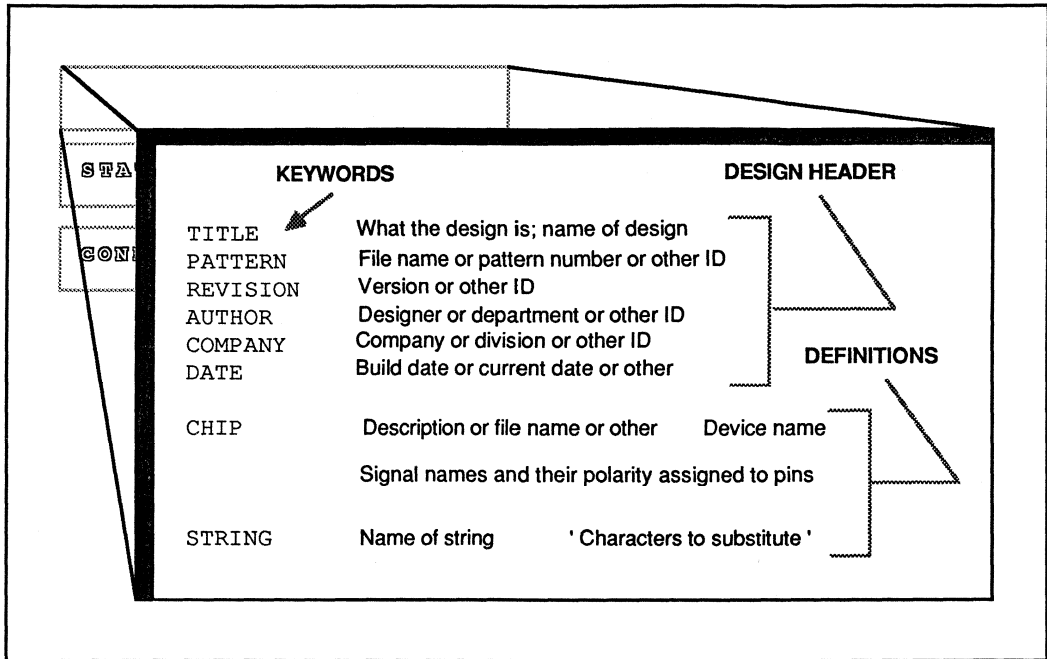 STA
KEYWORDS
DESIGN HEADER
TITLE What the design is; name of design
CON
PATTERN File name or pattern number or other ID
REVISION Version or other ID
AUTHOR Designer or department or other ID
COMPANY Company or division or other ID
DEFINITIONS
DATE Build date or current date or other
CHIP Description or file name or other Device name
Signal names and their polarity assigned to pins
STRING Name of string ' Characters to substitute '